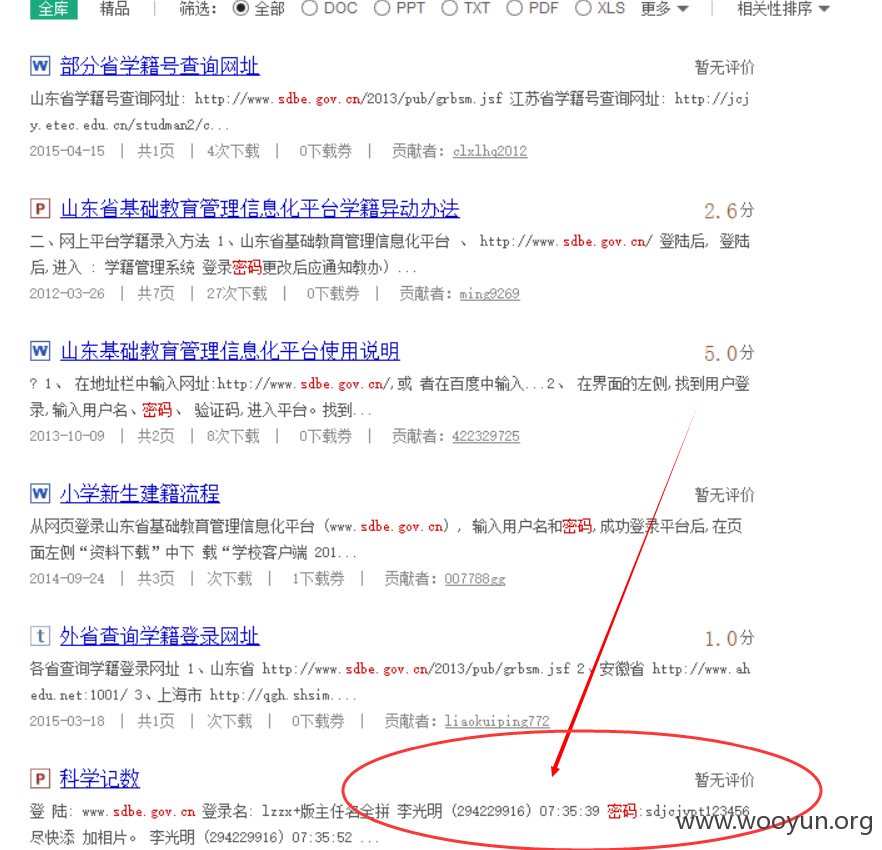 全库 精品 | 筛选: 全部 DOC PPT TXT PDF XLS 更多 | 相关性排序
W 部分省学籍号查询网址 暂无评价
山东省学籍号查询网址: http://www.sdbe.gov.cn/2013/pub/grbsm.jsf 江苏省学籍号查询网址: http://jcj
y.etec.edu.cn/studman2/c...
2015-04-15 | 共1页 | 4次下载 | 0下载券 | 贡献者: clxlhq2012
P 山东省基础教育管理信息化平台学籍异动办法 2.6分
二、网上平台学籍录入方法 1、山东省基础教育管理信息化平台 、 http://www.sdbe.gov.cn/ 登陆后, 登陆
后,进入 : 学籍管理系统 登录密码更改后应通知教办) ...
2012-03-26 | 共7页 | 27次下载 | 0下载券 | 贡献者: ming9269
W 山东基础教育管理信息化平台使用说明 5.0分
? 1、 在地址栏中输入网址:http://www.sdbe.gov.cn/,或 者在百度中输入...2、 在界面的左侧,找到用户登
录,输入用户名、密码、 验证码,进入平台。找到...
2013-10-09 | 共2页 | 8次下载 | 0下载券 | 贡献者: 422329725
W 小学新生建籍流程 暂无评价
从网页登录山东省基础教育管理信息化平台 (www.sdbe.gov.cn) , 输入用户名和密码,成功登录平台后,在页
面左侧“资料下载”中下 载“学校客户端 201...
2014-09-24 | 共3页 | 次下载 | 1下载券 | 贡献者: 007788gg
t 外省查询学籍登录网址 1.0分
各省查询学籍登录网址 1、山东省 http://www.sdbe.gov.cn/2013/pub/grbsm.jsf 2、安徽省 http://www.ah
edu.net:1001/ 3、上海市 http://qgh.shsim....
2015-03-18 | 共1页 | 次下载 | 0下载券 | 贡献者: liaokuiping772
P 科学记数 暂无评价
登 陆: www.sdbe.gov.cn 登录名: lzzx+版主任名全拼 李光明 (294229916) 07:35:39 密码:sdjcjypt123456
www.wooyun.org
尽快添 加相片。 李光明 (294229916) 07:35:52 ...